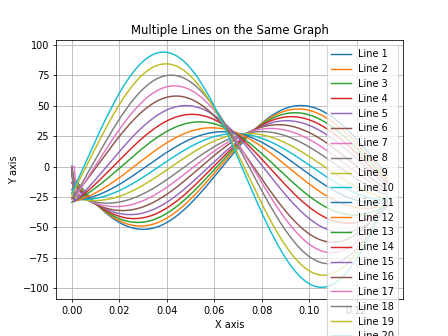 Multiple Lines on the Same Graph
100
75
50
25
0
−25
−50
−75
−100
Y axis
0.00
0.02
0.04
0.06
0.08
0.10
X axis
Line 1
Line 2
Line 3
Line 4
Line 5
Line 6
Line 7
Line 8
Line 9
Line 10
Line 11
Line 12
Line 13
Line 14
Line 15
Line 16
Line 17
Line 18
Line 19
Line 20